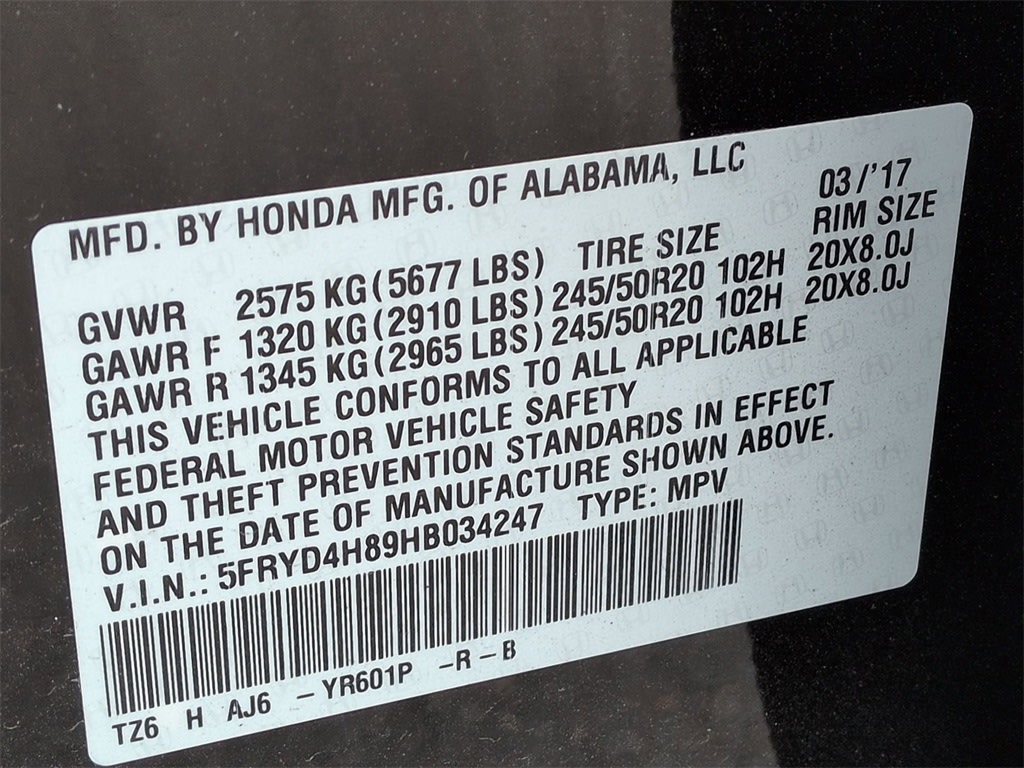 MFD. BY HONDA MFG. OF ALABAMA, LLC
03/'17
GVWR 2575 KG(5677 LBS) TIRE SIZE RIM SIZE
GAWR F 1320 KG(2910 LBS)245/50R20 102H 20X8.0J
GAWR R 1345 KG(2965 LBS)245/50R20 102H 20X8.0J
THIS VEHICLE CONFORMS TO ALL APPLICABLE
FEDERAL MOTOR VEHICLE SAFETY
AND THEFT PREVENTION STANDARDS IN EFFECT
ON THE DATE OF MANUFACTURE SHOWN ABOVE.
V.I.N.: 5FRYD4H89HB034247 TYPE: MPV
TZ6 H AJ6 – YR601P –R – B